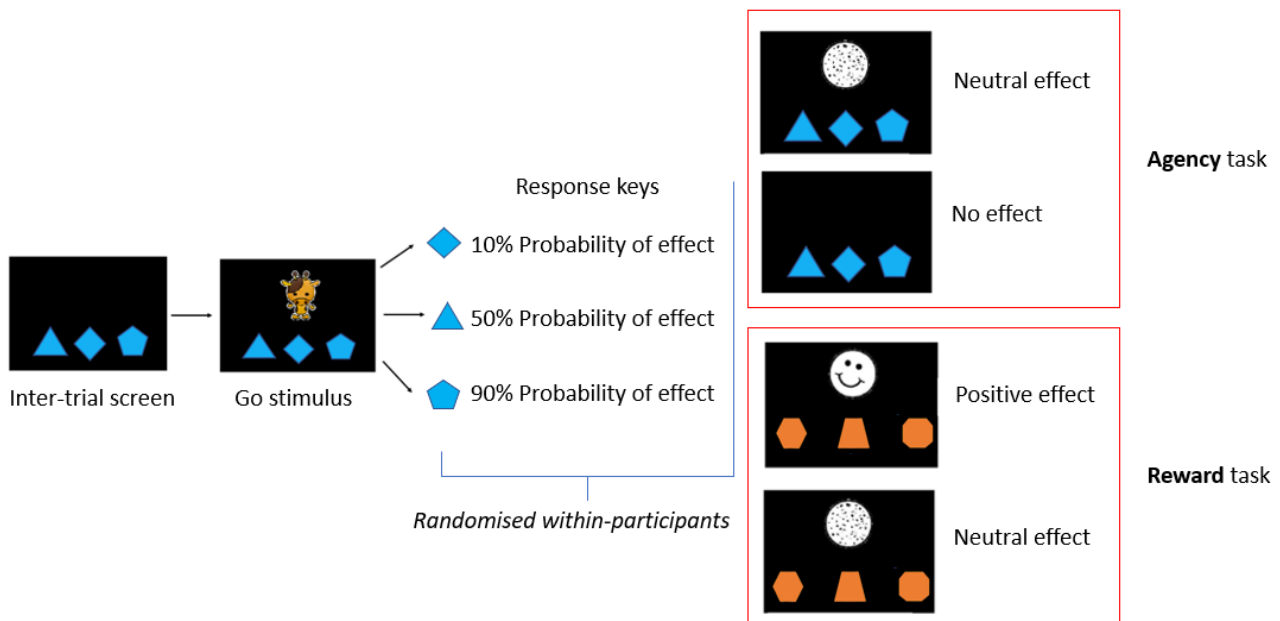 Inter-trial screen
Go stimulus
Response keys
10% Probability of effect
50% Probability of effect
90% Probability of effect
Randomised within-participants
Neutral effect
No effect
Agency task
Positive effect
Neutral effect
Reward task